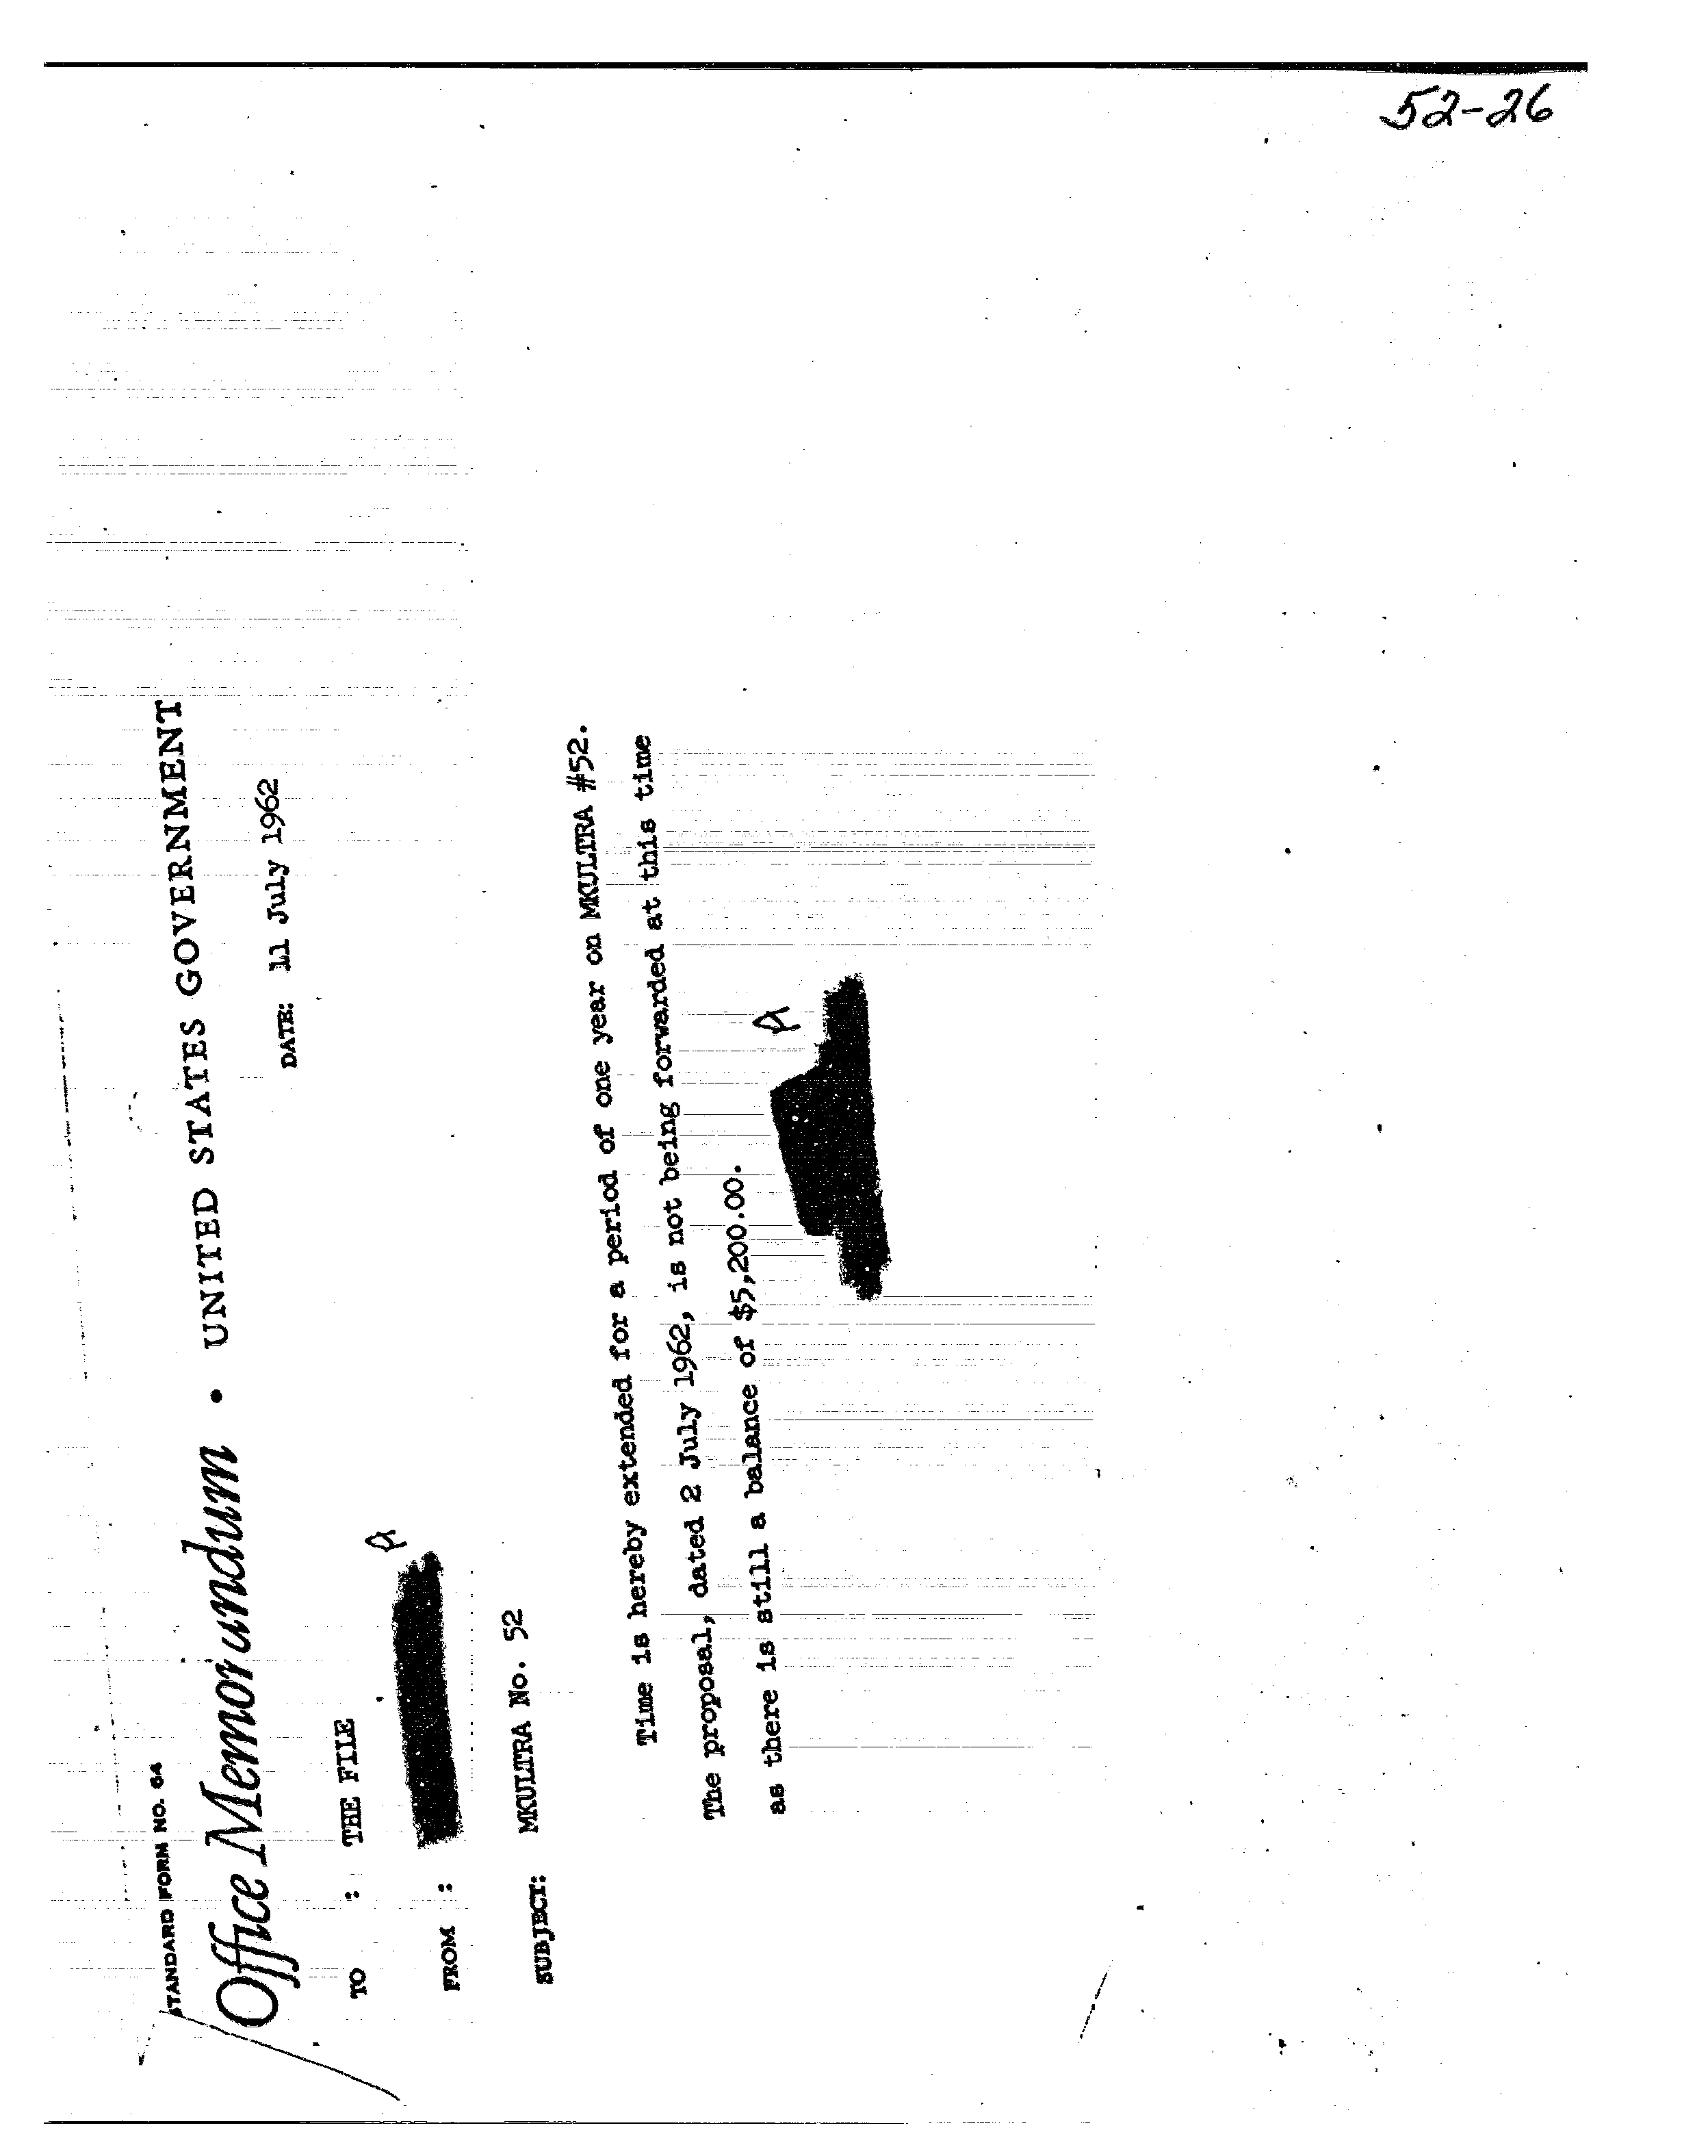 52-26
STANDARD FORM NO. 64
Office Memorandum • UNITED STATES GOVERNMENT
TO : THE FILE
DATE: 11 July 1962
FROM :
A
SUBJECT: MKULTRA No. 52
Time is hereby extended for a period of one year on MKULTRA #52.
The proposal, dated 2 July 1962, is not being forwarded at this time
as there is still a balance of $5,200.00.
A